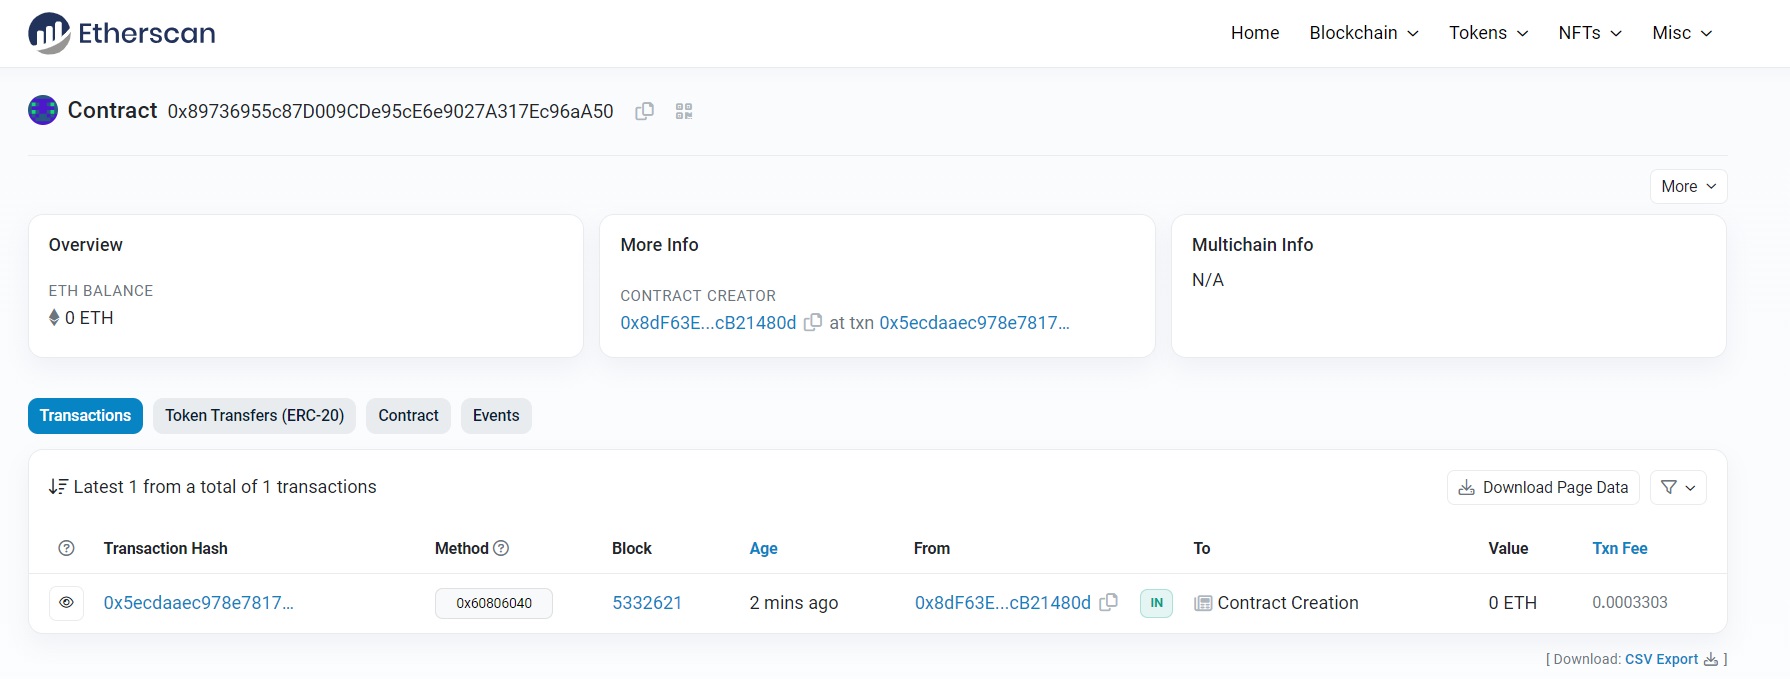 Etherscan
Home Blockchain Tokens NFTs Misc
Contract 0x89736955c87D009CDe95cE6e9027A317Ec96aA50
More
Overview
ETH BALANCE
0 ETH
More Info
CONTRACT CREATOR
0x8dF63E...cB21480d at txn 0x5ecdaaec978e7817...
Multichain Info
N/A
Transactions Token Transfers (ERC-20) Contract Events
Latest 1 from a total of 1 transactions
Download Page Data
Transaction Hash Method Block Age From To Value Txn Fee
0x5ecdaaec978e7817... 0x60806040 5332621 2 mins ago 0x8dF63E...cB21480d IN Contract Creation 0 ETH 0.0003303
[ Download: CSV Export ]